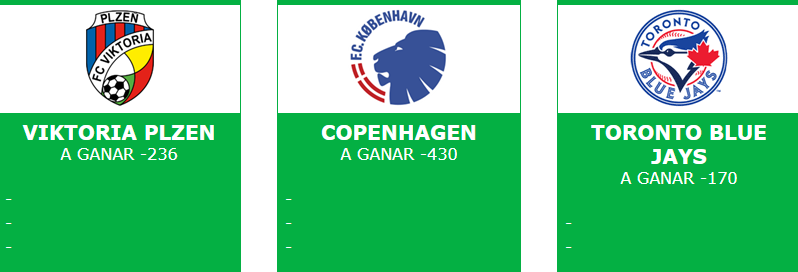 PLZEN
FC VIKTORIA
VIKTORIA PLZEN
A GANAR -236
-
-
-
F.C. KØBENHAVN
COPENHAGEN
A GANAR -430
-
-
-
TORONTO
BLUE JAYS
TORONTO BLUE
JAYS
A GANAR -170
-
-